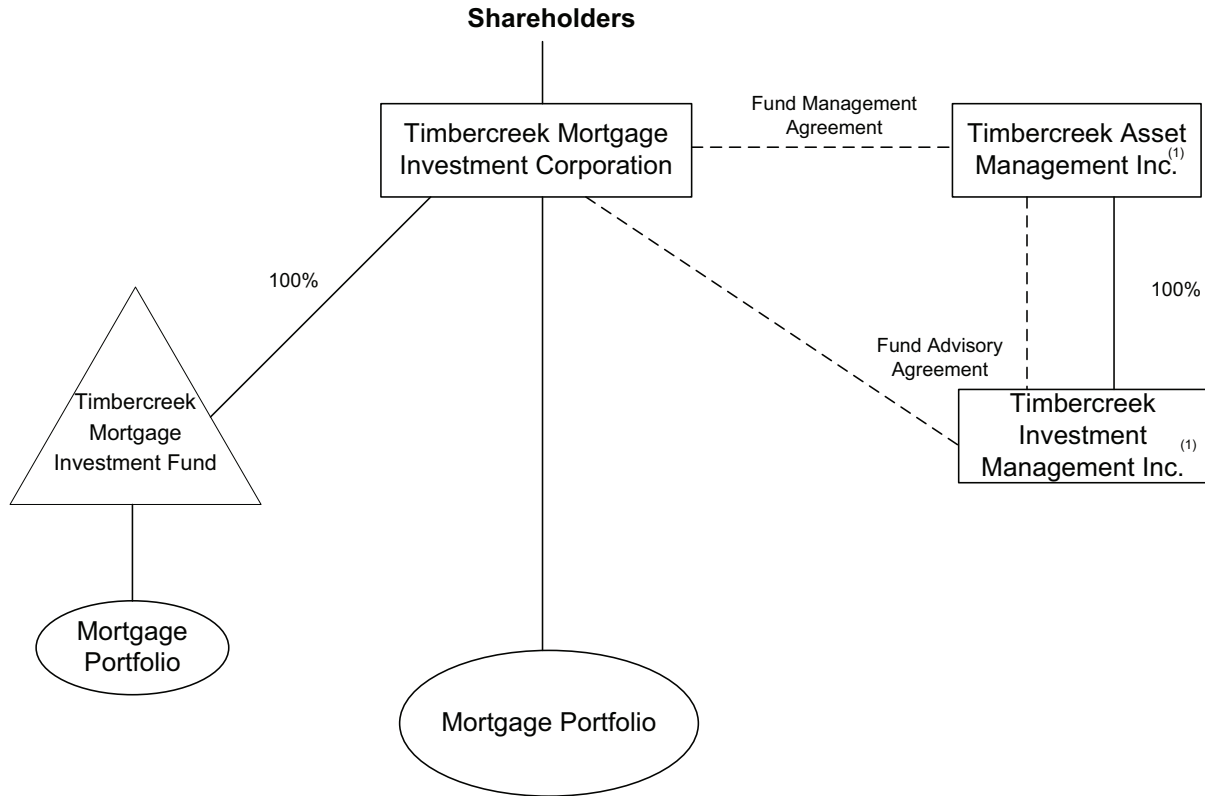 Shareholders
Timbercreek Mortgage
Investment Corporation
Fund Management
Agreement
Timbercreek Asset
Management Inc.(1)
100%
100%
Fund Advisory
Agreement
Timbercreek
Mortgage
Investment Fund
Timbercreek
Investment
Management Inc. (1)
Mortgage
Portfolio
Mortgage Portfolio